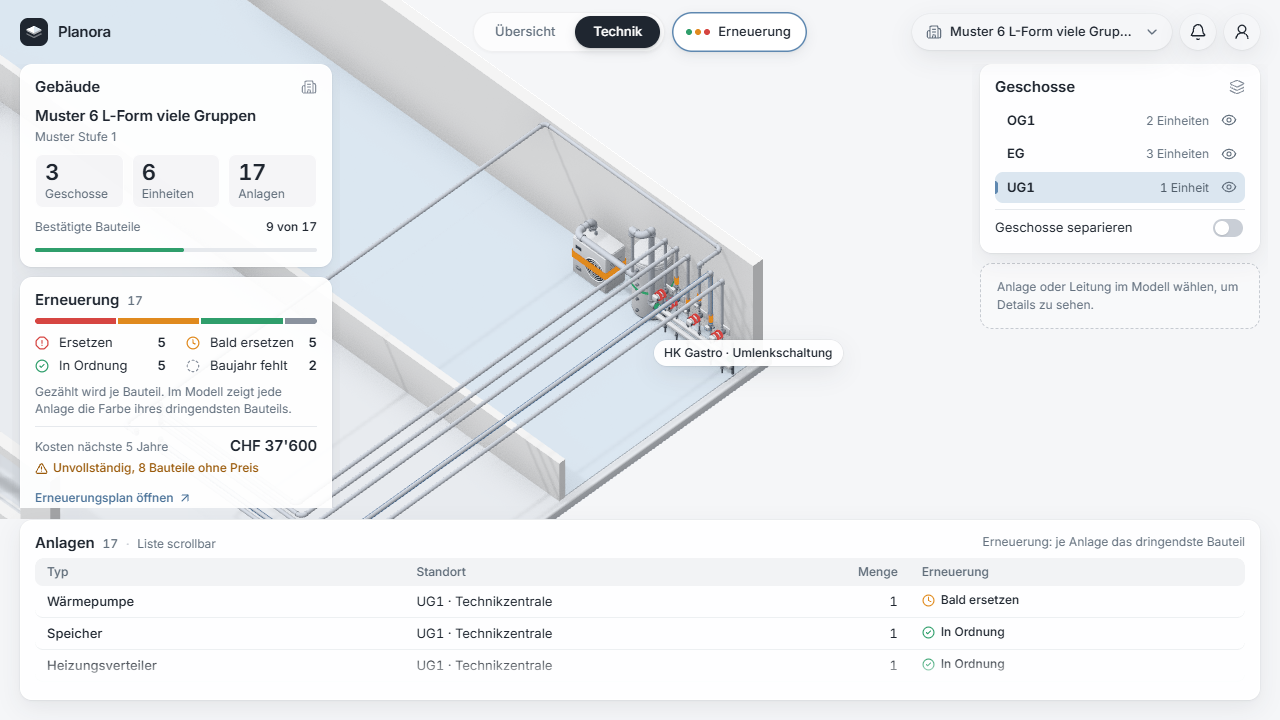 Planora
Übersicht
Technik
Erneuerung
Muster 6 L-Form viele Grup...
Gebäude
Muster 6 L-Form viele Gruppen
Muster Stufe 1
3
Geschosse
6
Einheiten
17
Anlagen
Bestätigte Bauteile
9 von 17
Erneuerung 17
Ersetzen 5
Bald ersetzen 5
In Ordnung 5
Baujahr fehlt 2
Gezählt wird je Bauteil. Im Modell zeigt jede
Anlage die Farbe ihres dringendsten Bauteils.
Kosten nächste 5 Jahre CHF 37'600
Unvollständig, 8 Bauteile ohne Preis
Erneuerungsplan öffnen
HK Gastro · Umlenkschaltung
Geschosse
OG1 2 Einheiten
EG 3 Einheiten
UG1 1 Einheit
Geschosse separieren
Anlage oder Leitung im Modell wählen, um
Details zu sehen.
Anlagen 17 · Liste scrollbar
Erneuerung: je Anlage das dringendste Bauteil
Typ Standort Menge Erneuerung
Wärmepumpe UG1 · Technikzentrale 1 Bald ersetzen
Speicher UG1 · Technikzentrale 1 In Ordnung
Heizungsverteiler UG1 · Technikzentrale 1 In Ordnung